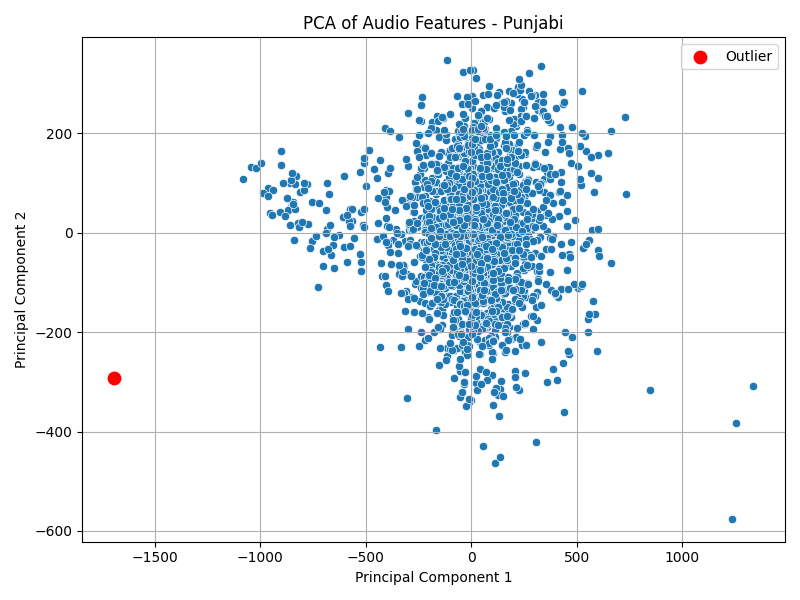 PCA of Audio Features - Punjabi
Outlier
200
0
−200
−400
−600
Principal Component 2
−1500
−1000
−500
0
500
1000
Principal Component 1